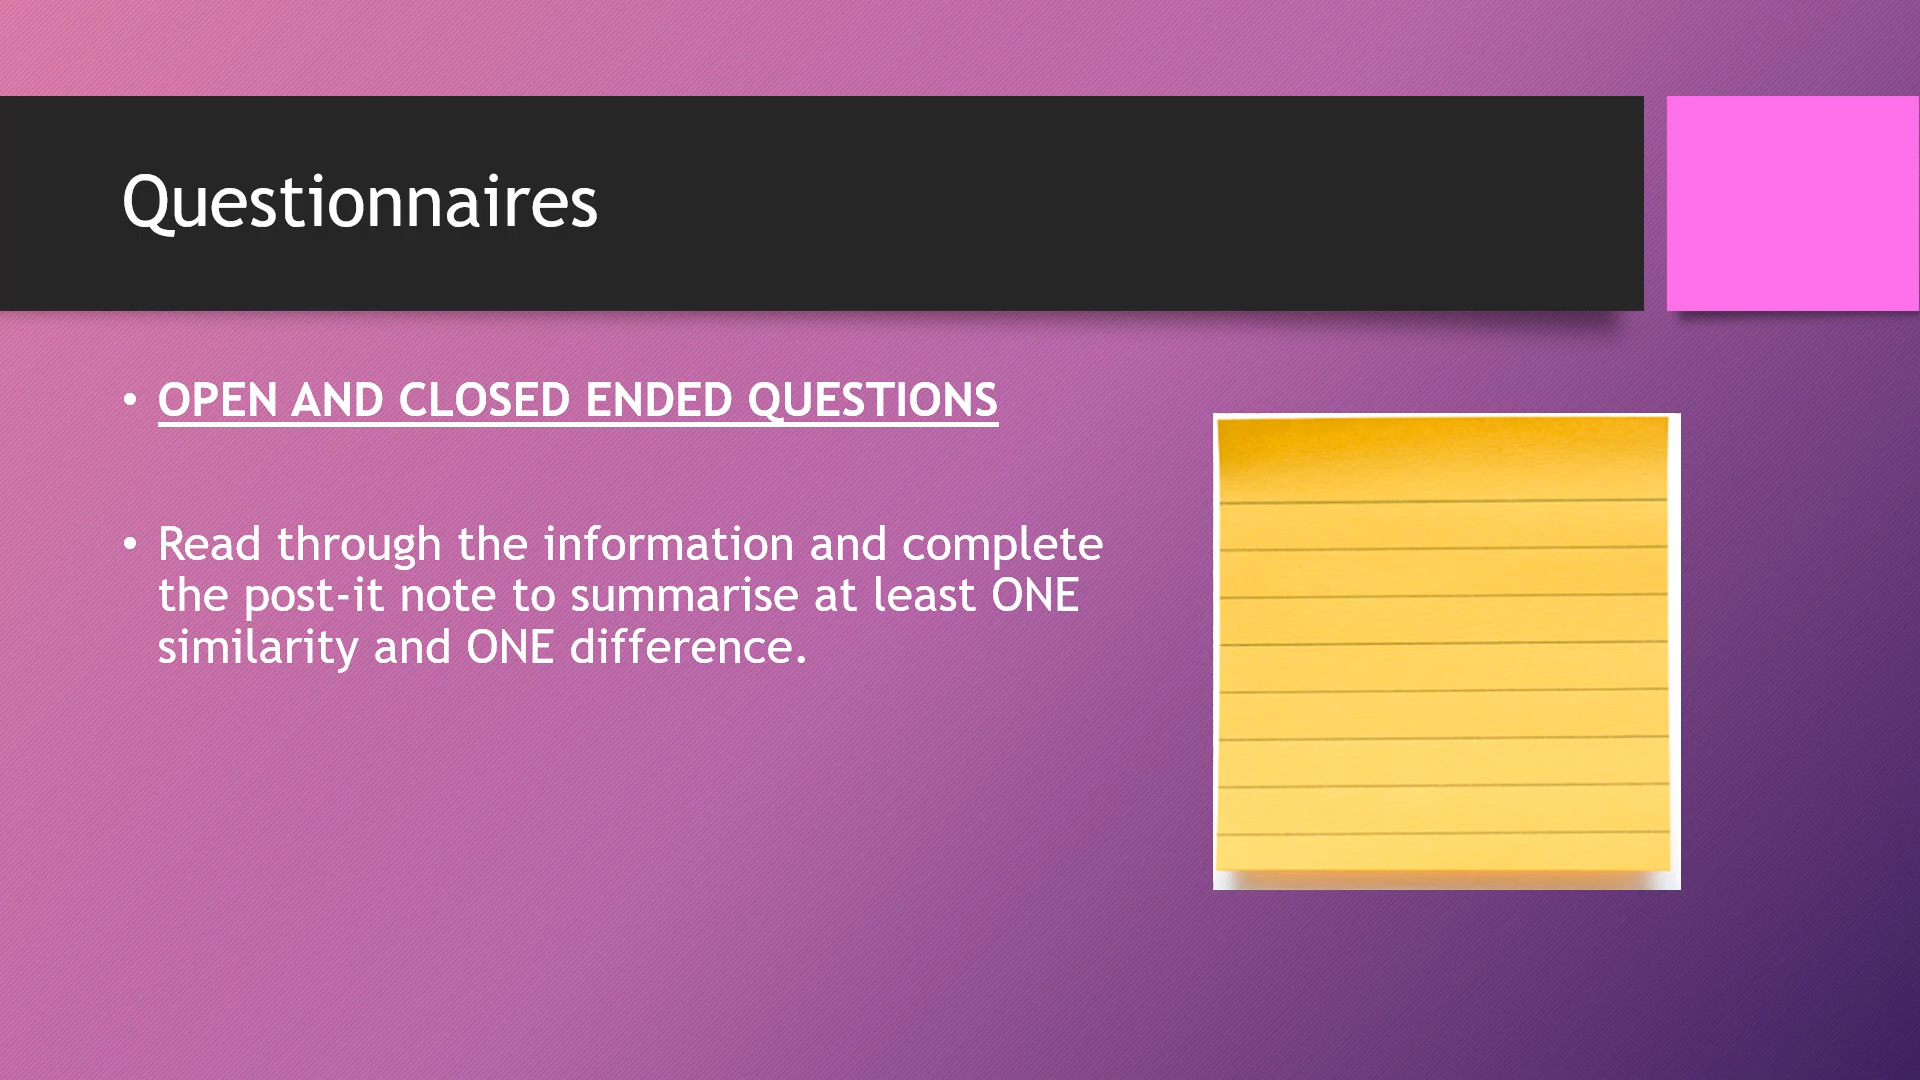 Questionnaires
• OPEN AND CLOSED ENDED QUESTIONS
• Read through the information and complete
the post-it note to summarise at least ONE
similarity and ONE difference.